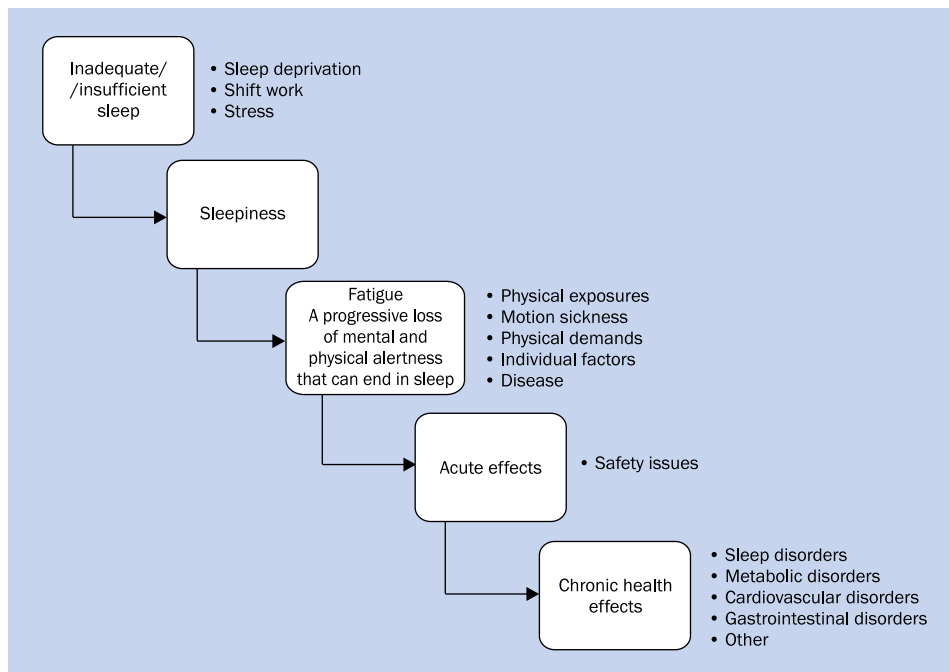 Inadequate/
/insufficient
sleep
• Sleep deprivation
• Shift work
• Stress
Sleepiness
Fatigue
A progressive loss
of mental and
physical alertness
that can end in sleep
• Physical exposures
• Motion sickness
• Physical demands
• Individual factors
• Disease
Acute effects
• Safety issues
Chronic health
effects
• Sleep disorders
• Metabolic disorders
• Cardiovascular disorders
• Gastrointestinal disorders
• Other